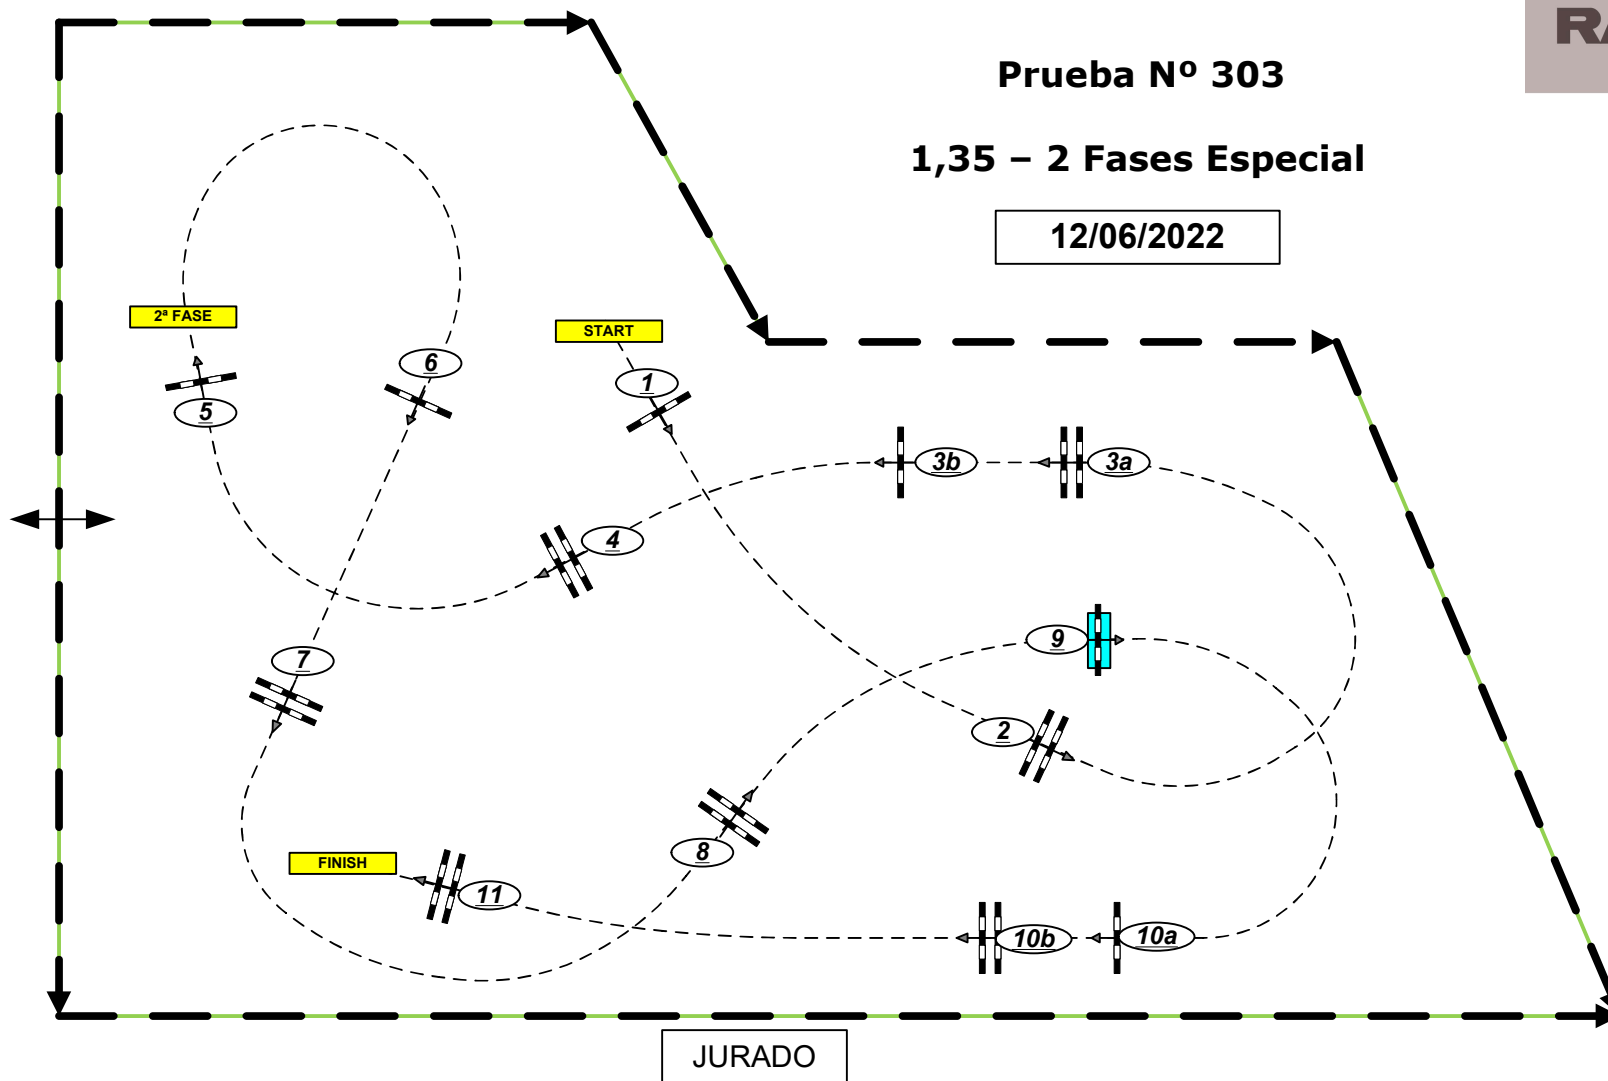 RA
Prueba Nº 303
1,35 – 2 Fases Especial
12/06/2022
2ª FASE
START
6
1
5
3b
3a
4
9
7
2
8
FINISH
11
10b
10a
JURADO